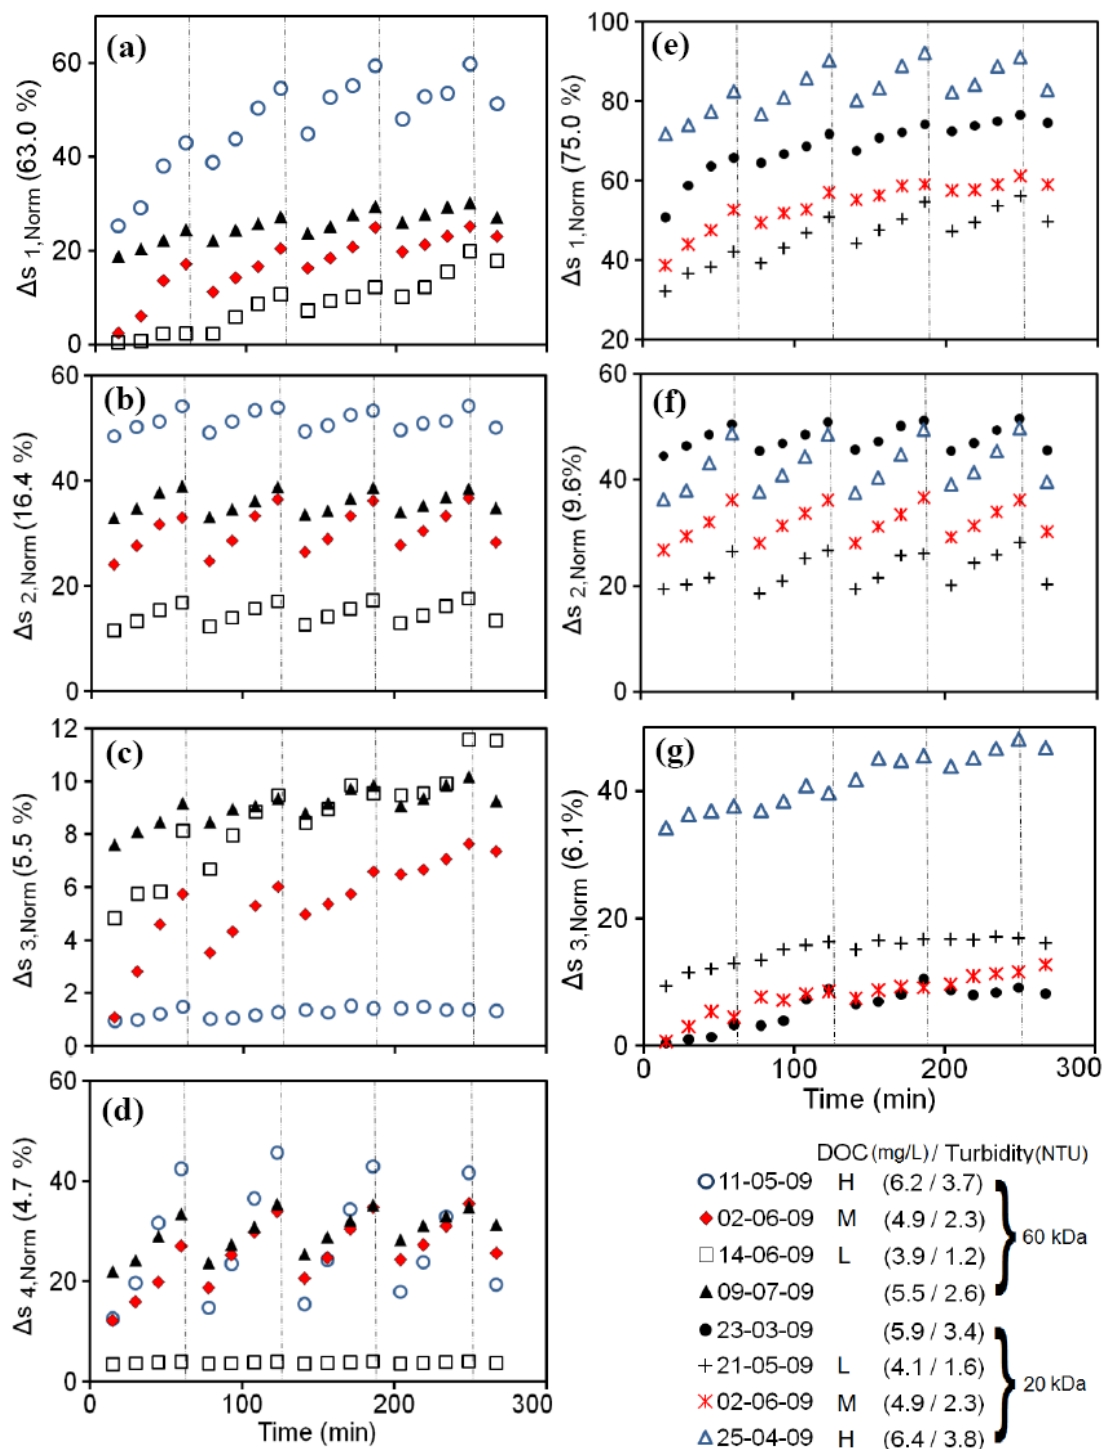 (a)
60
40
20
0
Δs 1,Norm (63.0 %)
(b)
60
40
20
0
Δs 2,Norm (16.4 %)
(c)
12
10
8
6
4
2
0
Δs 3,Norm (5.5 %)
(d)
60
40
20
0
Δs 4,Norm (4.7 %)
0 100 200 300
Time (min)
(e)
100
80
60
40
20
Δs 1,Norm (75.0 %)
(f)
60
40
20
0
Δs 2,Norm (9.6%)
(g)
40
20
0
Δs 3,Norm (6.1%)
0 100 200 300
Time (min)
DOC (mg/L) / Turbidity (NTU)
11-05-09 H (6.2 / 3.7)
02-06-09 M (4.9 / 2.3)
14-06-09 L (3.9 / 1.2)
09-07-09 (5.5 / 2.6)
60 kDa
23-03-09 (5.9 / 3.4)
21-05-09 L (4.1 / 1.6)
02-06-09 M (4.9 / 2.3)
25-04-09 H (6.4 / 3.8)
20 kDa